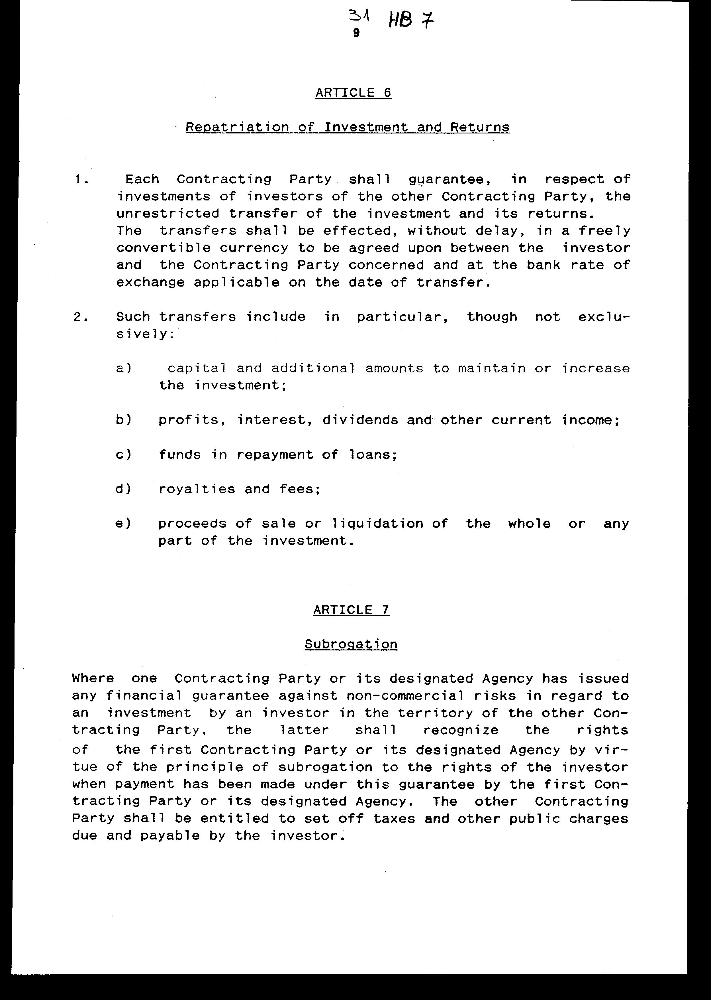 31 HB 7
9
ARTICLE 6
Repatriation of Investment and Returns
1. Each Contracting Party shall guarantee, in respect of
investments of investors of the other Contracting Party, the
unrestricted transfer of the investment and its returns.
The transfers shall be effected, without delay, in a freely
convertible currency to be agreed upon between the investor
and the Contracting Party concerned and at the bank rate of
exchange applicable on the date of transfer.
2. Such transfers include in particular, though not exclu-
sively:
a) capital and additional amounts to maintain or increase
the investment;
b) profits, interest, dividends and other current income;
c) funds in repayment of loans;
d) royalties and fees;
e) proceeds of sale or liquidation of the whole or any
part of the investment.
ARTICLE 7
Subrogation
Where one Contracting Party or its designated Agency has issued
any financial guarantee against non-commercial risks in regard to
an investment by an investor in the territory of the other Con-
tracting Party, the latter shall recognize the rights
of the first Contracting Party or its designated Agency by vir-
tue of the principle of subrogation to the rights of the investor
when payment has been made under this guarantee by the first Con-
tracting Party or its designated Agency. The other Contracting
Party shall be entitled to set off taxes and other public charges
due and payable by the investor.